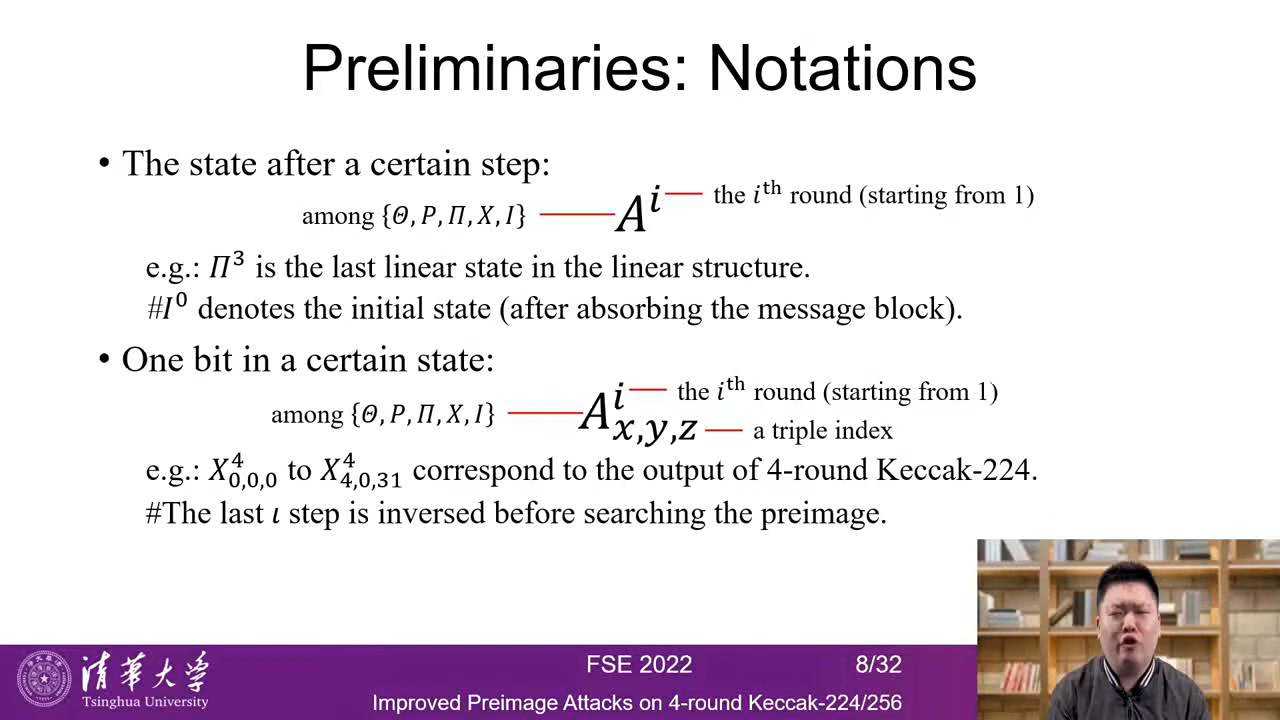 Preliminaries: Notations
• The state after a certain step:
among {Θ, P, Π, X, I} — A^i — the i^th round (starting from 1)
e.g.: Π^3 is the last linear state in the linear structure.
#I^0 denotes the initial state (after absorbing the message block).
• One bit in a certain state:
among {Θ, P, Π, X, I} — A^i_{x,y,z} — the i^th round (starting from 1)
a triple index
e.g.: X^4_{0,0,0} to X^4_{4,0,31} correspond to the output of 4-round Keccak-224.
#The last ι step is inversed before searching the preimage.
清华大学
Tsinghua University
FSE 2022 8/32
Improved Preimage Attacks on 4-round Keccak-224/256